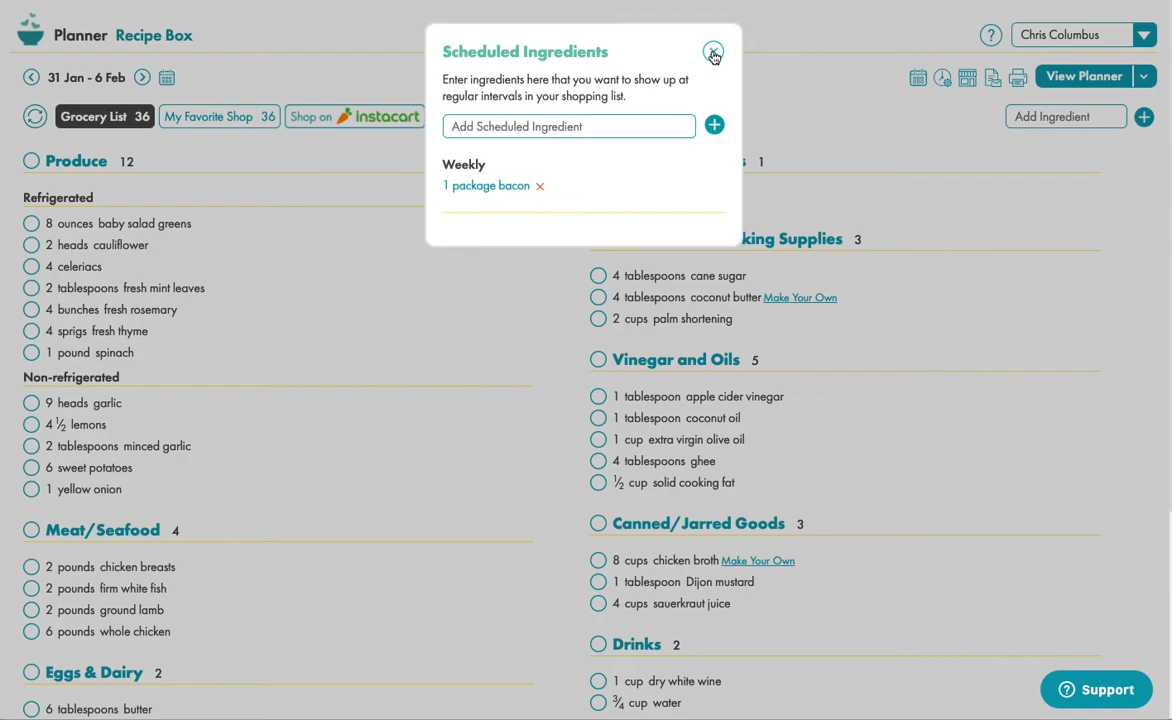 Planner Recipe Box
? Chris Columbus
31 Jan - 6 Feb
View Planner
Grocery List 36 My Favorite Shop 36 Shop on instacart
Add Ingredient
Scheduled Ingredients
Enter ingredients here that you want to show up at
regular intervals in your shopping list.
Add Scheduled Ingredient
Weekly
1 package bacon
Produce 12
Refrigerated
8 ounces baby salad greens
2 heads cauliflower
4 celeriacs
2 tablespoons fresh mint leaves
4 bunches fresh rosemary
4 sprigs fresh thyme
1 pound spinach
Non-refrigerated
9 heads garlic
4 ½ lemons
2 tablespoons minced garlic
6 sweet potatoes
1 yellow onion
Meat/Seafood 4
2 pounds chicken breasts
2 pounds firm white fish
2 pounds ground lamb
6 pounds whole chicken
Eggs & Dairy 2
6 tablespoons butter
s 1
king Supplies 3
4 tablespoons cane sugar
4 tablespoons coconut butter Make Your Own
2 cups palm shortening
Vinegar and Oils 5
1 tablespoon apple cider vinegar
1 tablespoon coconut oil
1 cup extra virgin olive oil
4 tablespoons ghee
½ cup solid cooking fat
Canned/Jarred Goods 3
8 cups chicken broth Make Your Own
1 tablespoon Dijon mustard
4 cups sauerkraut juice
Drinks 2
1 cup dry white wine
¾ cup water
? Support